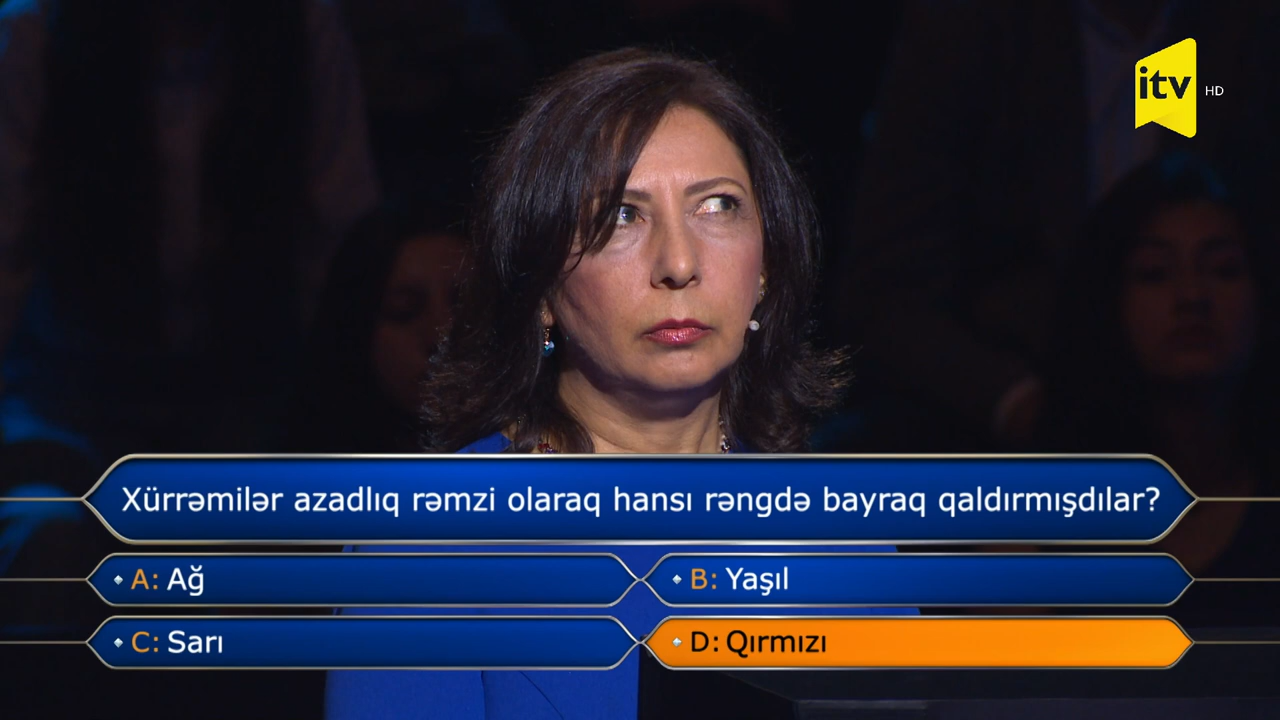 itv HD
Xürrəmilər azadlıq rəmzi olaraq hansı rəngdə bayraq qaldırmışdılar?
A: Ağ
B: Yaşıl
C: Sarı
D: Qırmızı